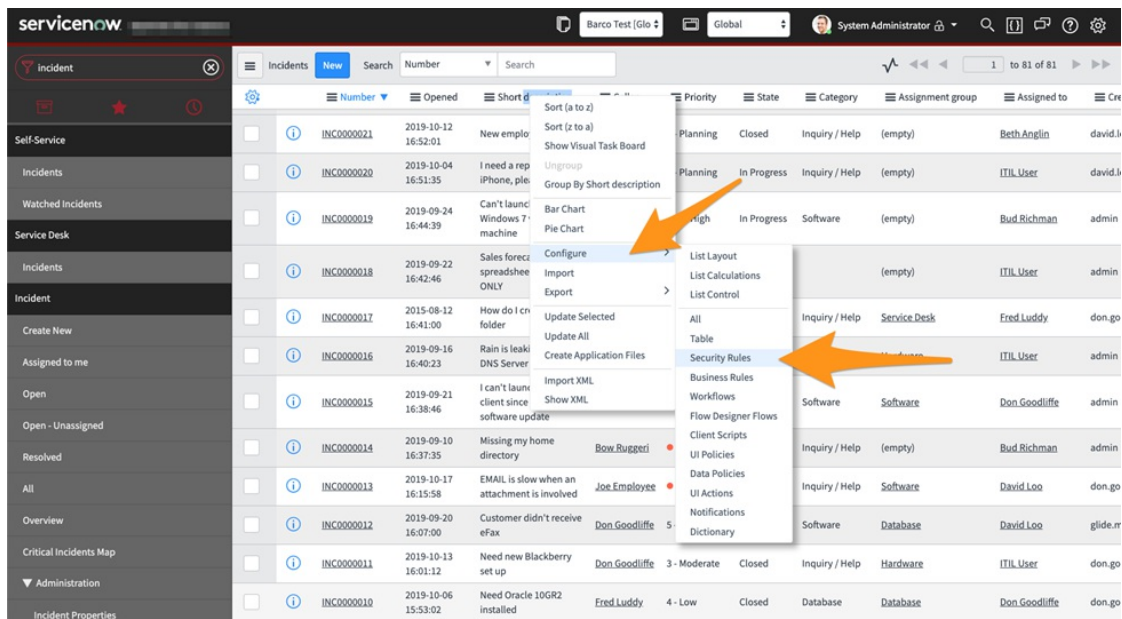 servicenow
Barco Test [Glo
Global
System Administrator
incident
Incidents New Search Number Search
1 to 81 of 81
Number Opened Short Priority State Category Assignment group Assigned to
Self-Service
Incidents
Watched Incidents
Service Desk
Incidents
Incident
Create New
Assigned to me
Open
Open - Unassigned
Resolved
All
Overview
Critical Incidents Map
Administration
Incident Properties
INC0000021 2019-10-12 16:52:01 New emplo Planning Closed Inquiry / Help (empty) Beth Anglin david.l
INC0000020 2019-10-04 16:51:35 I need a rep iPhone, ple Planning In Progress Inquiry / Help (empty) ITIL User david.l
INC0000019 2019-09-24 16:44:39 Can't launc Windows 7 machine High In Progress Software (empty) Bud Richman admin
INC0000018 2019-09-22 16:42:46 Sales foreca spreadshee ONLY (empty) ITIL User admin
INC0000017 2015-08-12 16:41:00 How do I cr folder Inquiry / Help Service Desk Fred Luddy don.go
INC0000016 2019-09-16 16:40:23 Rain is leaki DNS Server ITIL User admin
INC0000015 2019-09-21 16:38:46 I can't laun client since software update Software Software Don Goodliffe admin
INC0000014 2019-09-10 16:37:35 Missing my home directory Bow Ruggeri Inquiry / Help (empty) Bud Richman admin
INC0000013 2019-10-17 16:15:58 EMAIL is slow when an attachment is involved Joe Employee Inquiry / Help Software David Loo don.go
INC0000012 2019-09-20 16:07:00 Customer didn't receive eFax Don Goodliffe 5 Software Database David Loo glide.m
INC0000011 2019-10-13 16:01:12 Need new Blackberry set up Don Goodliffe 3 - Moderate Closed Inquiry / Help Hardware ITIL User don.go
INC0000010 2019-10-06 15:53:02 Need Oracle 10GR2 installed Fred Luddy 4 - Low Closed Database Database Don Goodliffe don.go
Sort (a to z)
Sort (z to a)
Show Visual Task Board
Ungroup
Group By Short description
Bar Chart
Pie Chart
Configure
Import
Export
Update Selected
Update All
Create Application Files
Import XML
Show XML
List Layout
List Calculations
List Control
All
Table
Security Rules
Business Rules
Workflows
Flow Designer Flows
Client Scripts
UI Policies
Data Policies
UI Actions
Notifications
Dictionary